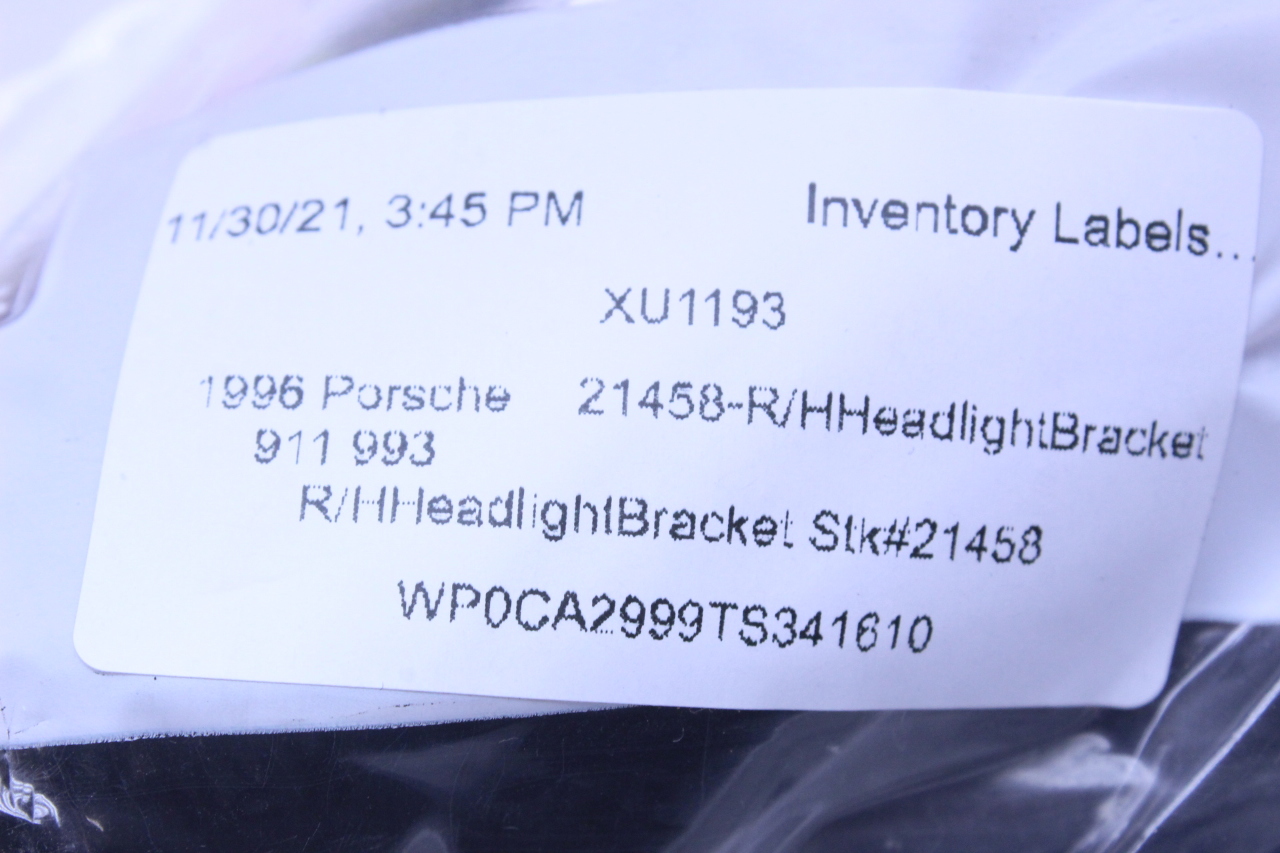 11/30/21, 3:45 PM Inventory Labels...
XU1193
1996 Porsche 21458-R/HHeadlightBracket
911 993
R/HHeadlightBracket Stk#21458
WP0CA2999TS341610